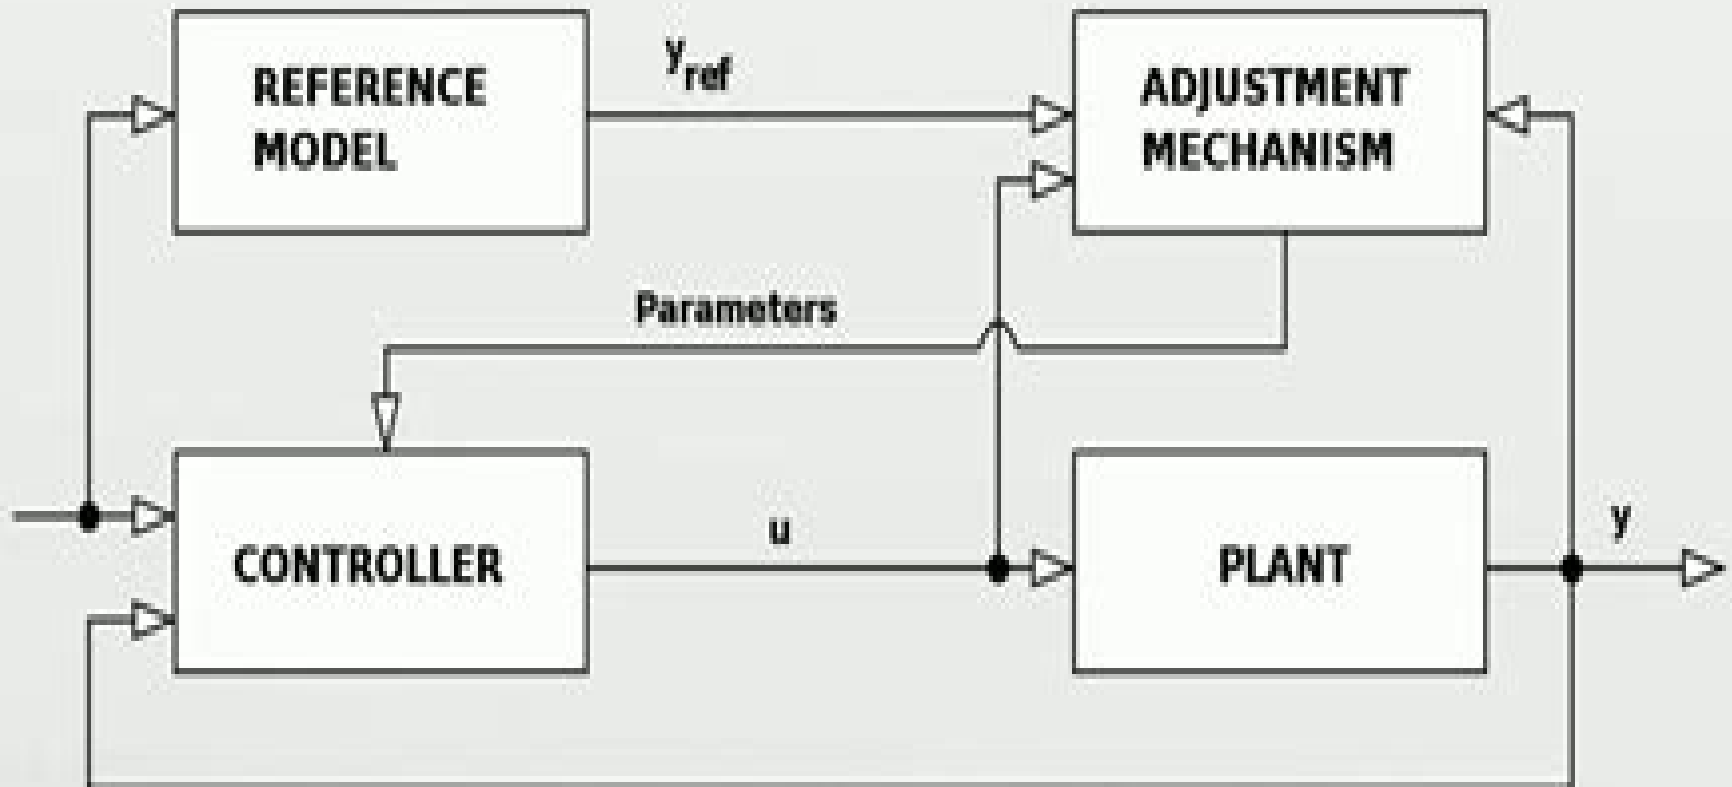 REFERENCE
MODEL
y_ref
ADJUSTMENT
MECHANISM
Parameters
CONTROLLER
u
PLANT
y